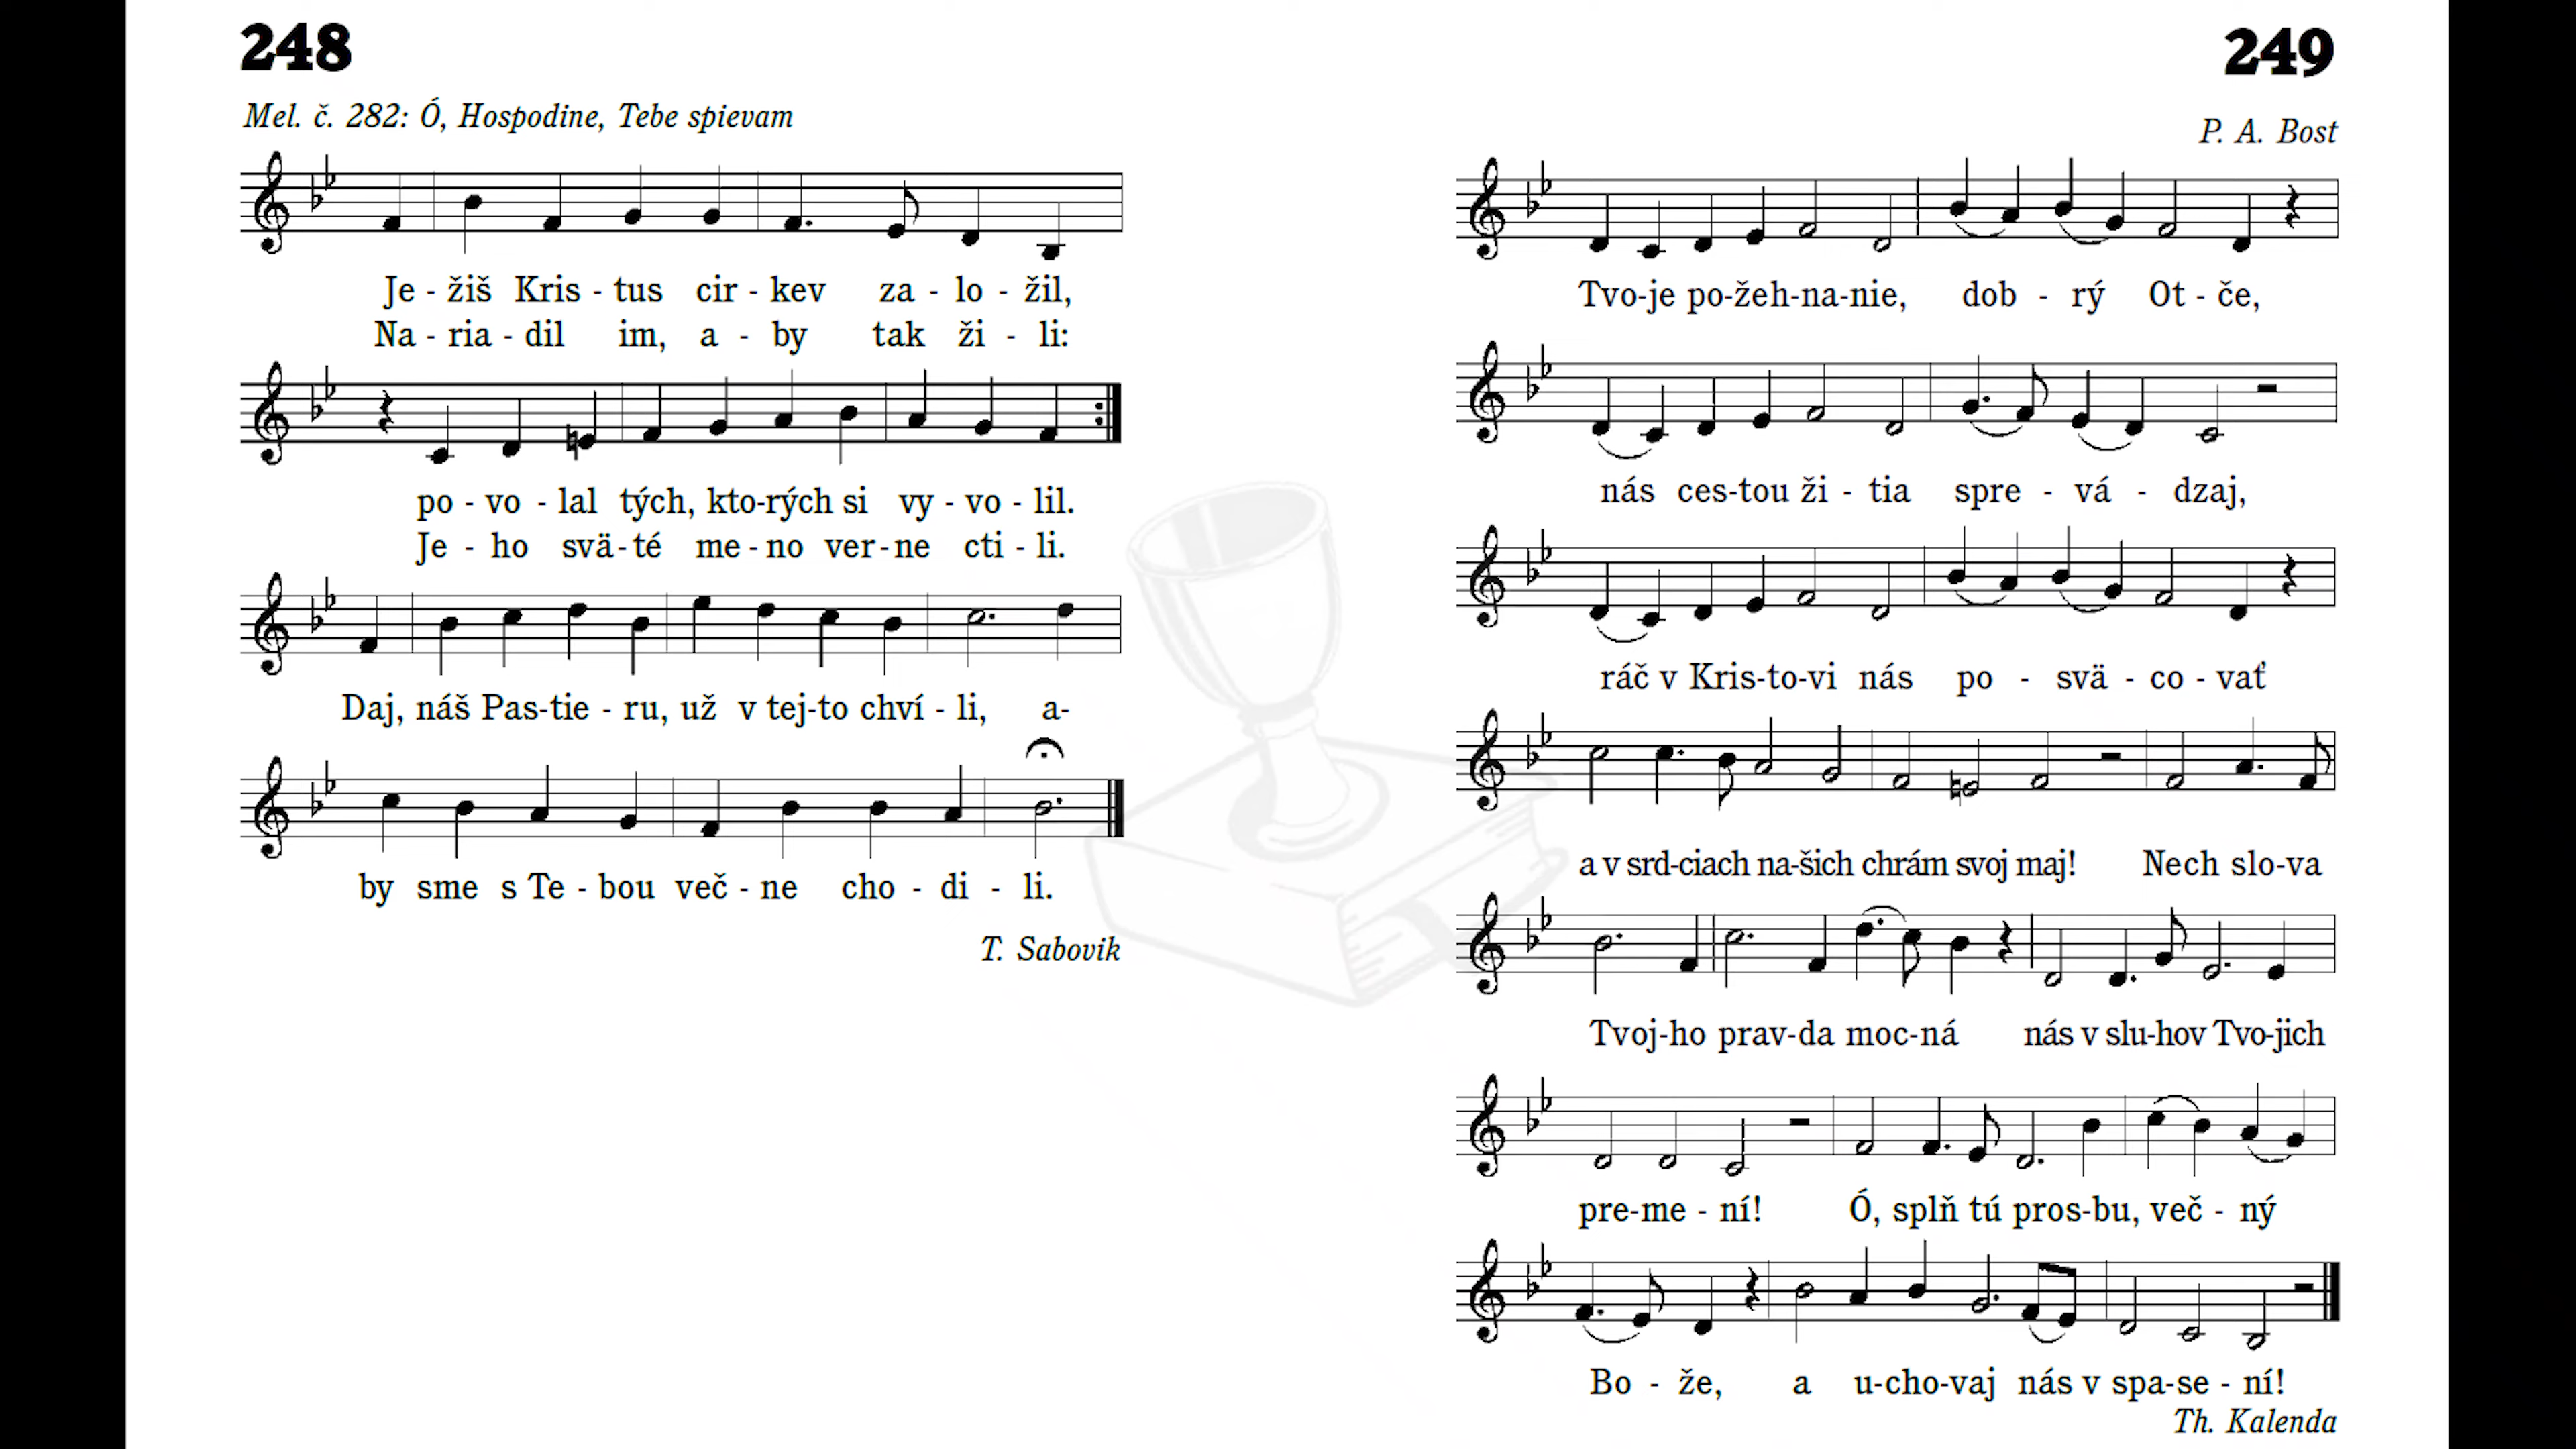 248
Mel. č. 282: Ó, Hospodine, Tebe spievam
Je - žiš Kris - tus cir - kev za - lo - žil,
Na - ria - dil im, a - by tak ži - li:
po - vo - lal tých, kto-rých si vy - vo - lil.
Je - ho svä-té me - no ver-ne cti - li.
Daj, náš Pas-tie - ru, už v tej-to chví - li, a-
by sme s Te - bou več - ne cho - di - li.
T. Sabovik
249
P. A. Bost
Tvo-je po-žeh-na-nie, dob - rý Ot - če,
nás ces-tou ži - tia spre - vá - dzaj,
ráč v Kris-to-vi nás po - svä - co - vať
a v srd-ciach na-šich chrám svoj maj! Nech slo-va
Tvoj-ho prav-da moc-ná nás v slu-hov Tvo-jich
pre-me - ní! Ó, splň tú pros-bu, več - ný
Bo - že, a u-cho-vaj nás v spa-se - ní!
Th. Kalenda